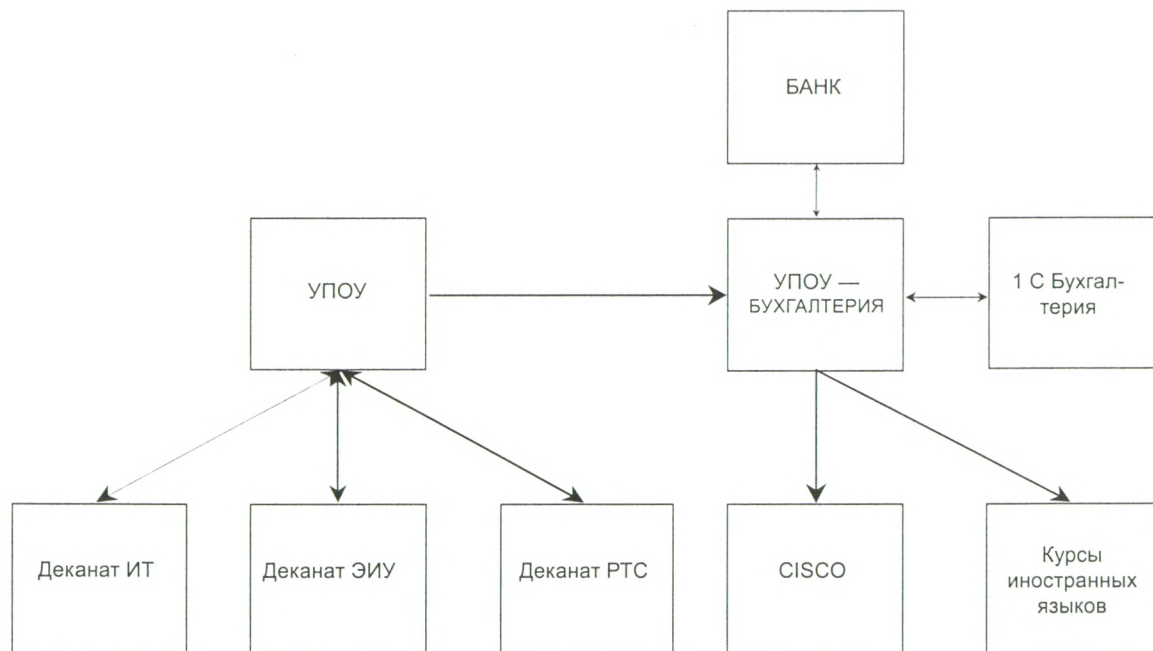 БАНК
УПОУ
УПОУ —
БУХГАЛТЕРИЯ
1 С Бухгал-
терия
Деканат ИТ
Деканат ЭИУ
Деканат РТС
CISCO
Курсы
иностранных
языков